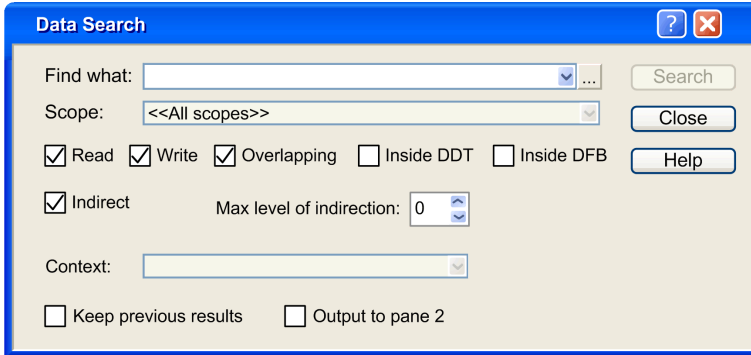 Data Search ?
Find what: ... Search
Scope: <<All scopes>> Close
Read Write Overlapping Inside DDT Inside DFB Help
Indirect Max level of indirection: 0
Context:
Keep previous results Output to pane 2